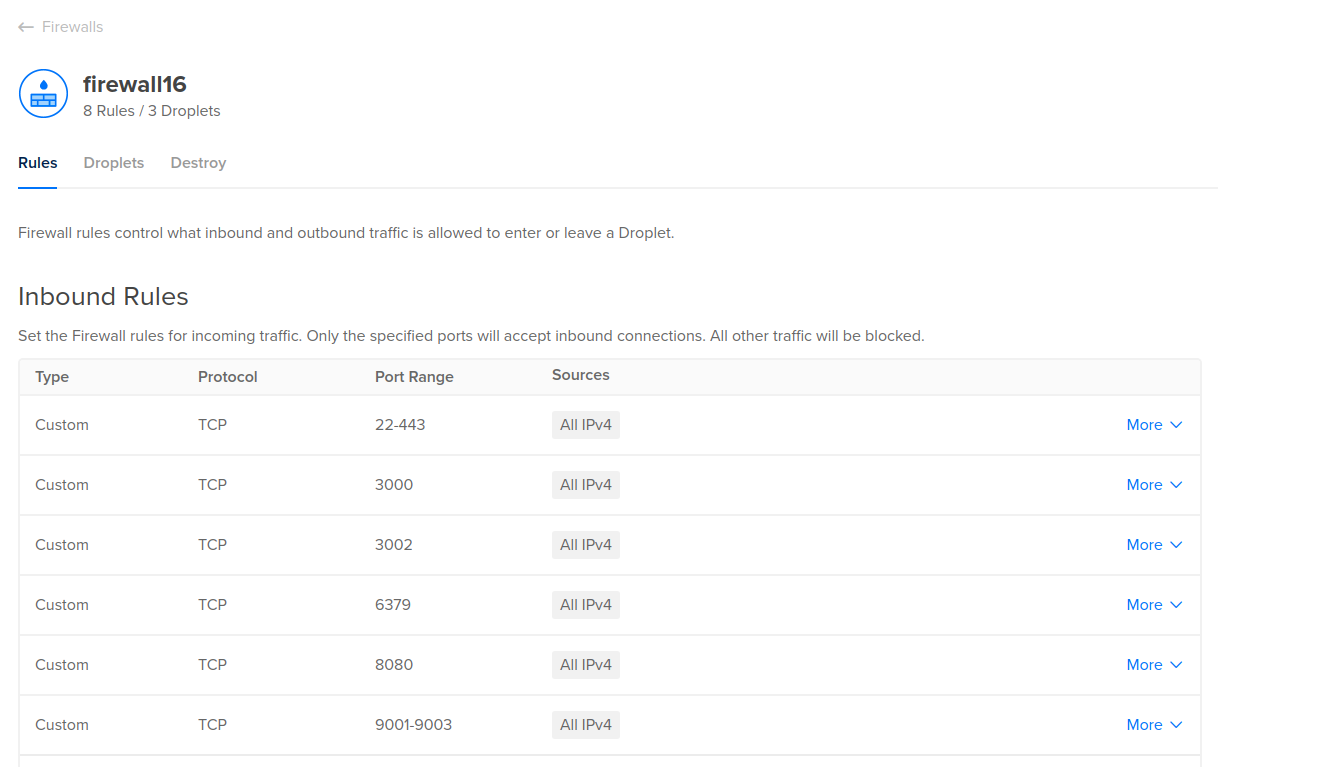 ← Firewalls
firewall16
8 Rules / 3 Droplets
Rules Droplets Destroy
Firewall rules control what inbound and outbound traffic is allowed to enter or leave a Droplet.
Inbound Rules
Set the Firewall rules for incoming traffic. Only the specified ports will accept inbound connections. All other traffic will be blocked.
Type Protocol Port Range Sources
Custom TCP 22-443 All IPv4 More
Custom TCP 3000 All IPv4 More
Custom TCP 3002 All IPv4 More
Custom TCP 6379 All IPv4 More
Custom TCP 8080 All IPv4 More
Custom TCP 9001-9003 All IPv4 More